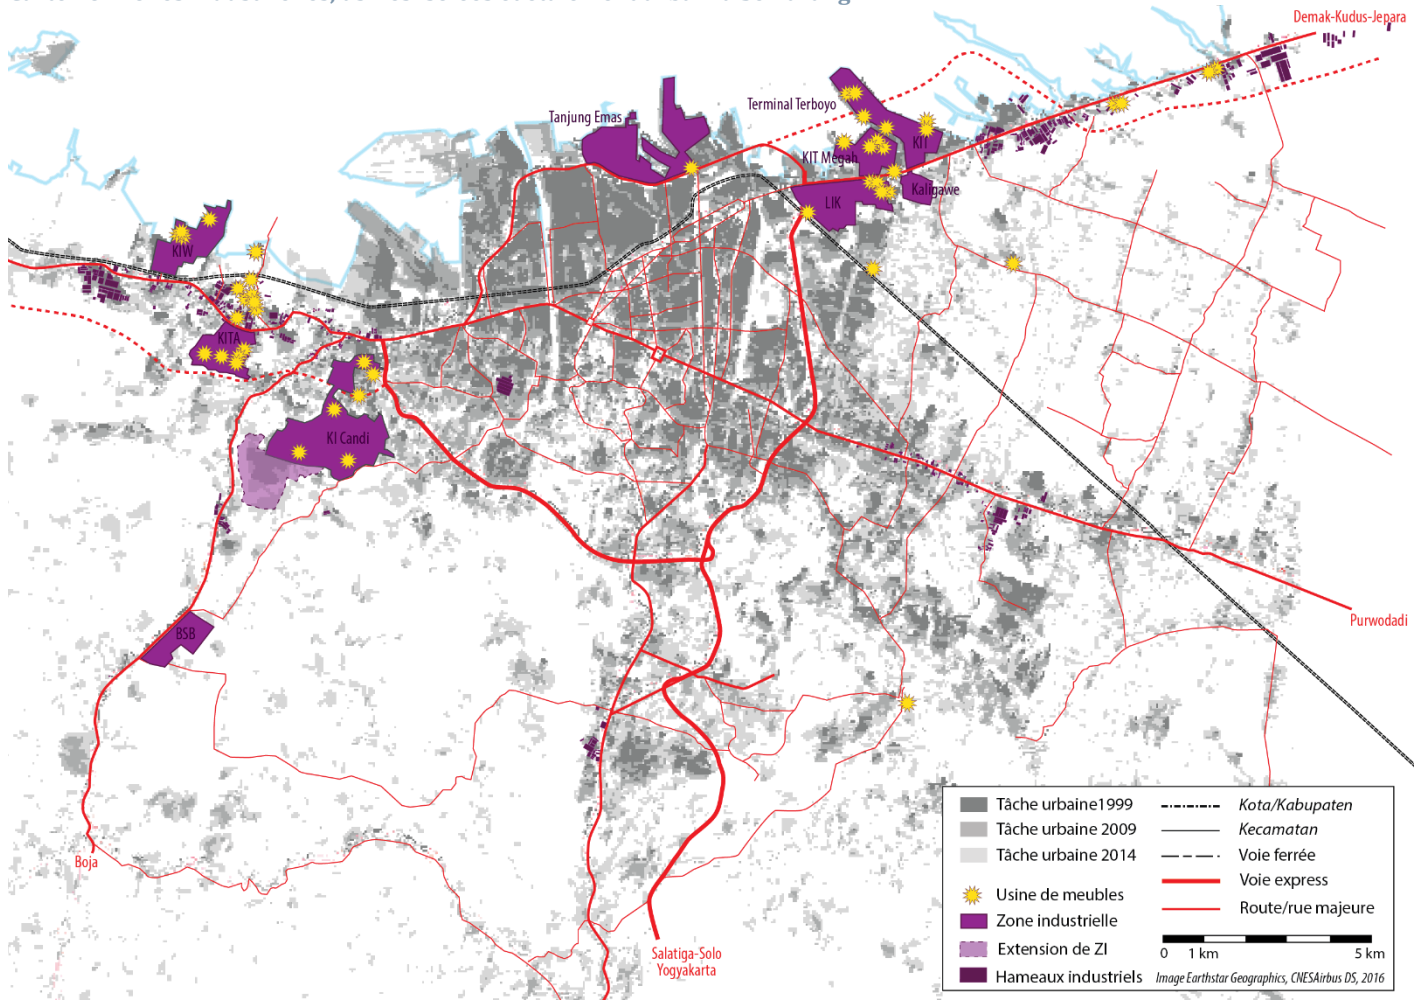 Demak-Kudus-Jepara
Terminal Terboyo
Tanjung Emas
KIT
KIT Megah
Kaligawe
LIK
KIW
KITA
KI Candi
BSB
Purwodadi
Boja
Salatiga-Solo
Yogyakarta
Tâche urbaine1999
Tâche urbaine 2009
Tâche urbaine 2014
Usine de meubles
Zone industrielle
Extension de ZI
Hameaux industriels
Kota/Kabupaten
Kecamatan
Voie ferrée
Voie express
Route/rue majeure
0 1 km 5 km
Image Earthstar Geographics, CNESAirbus DS, 2016